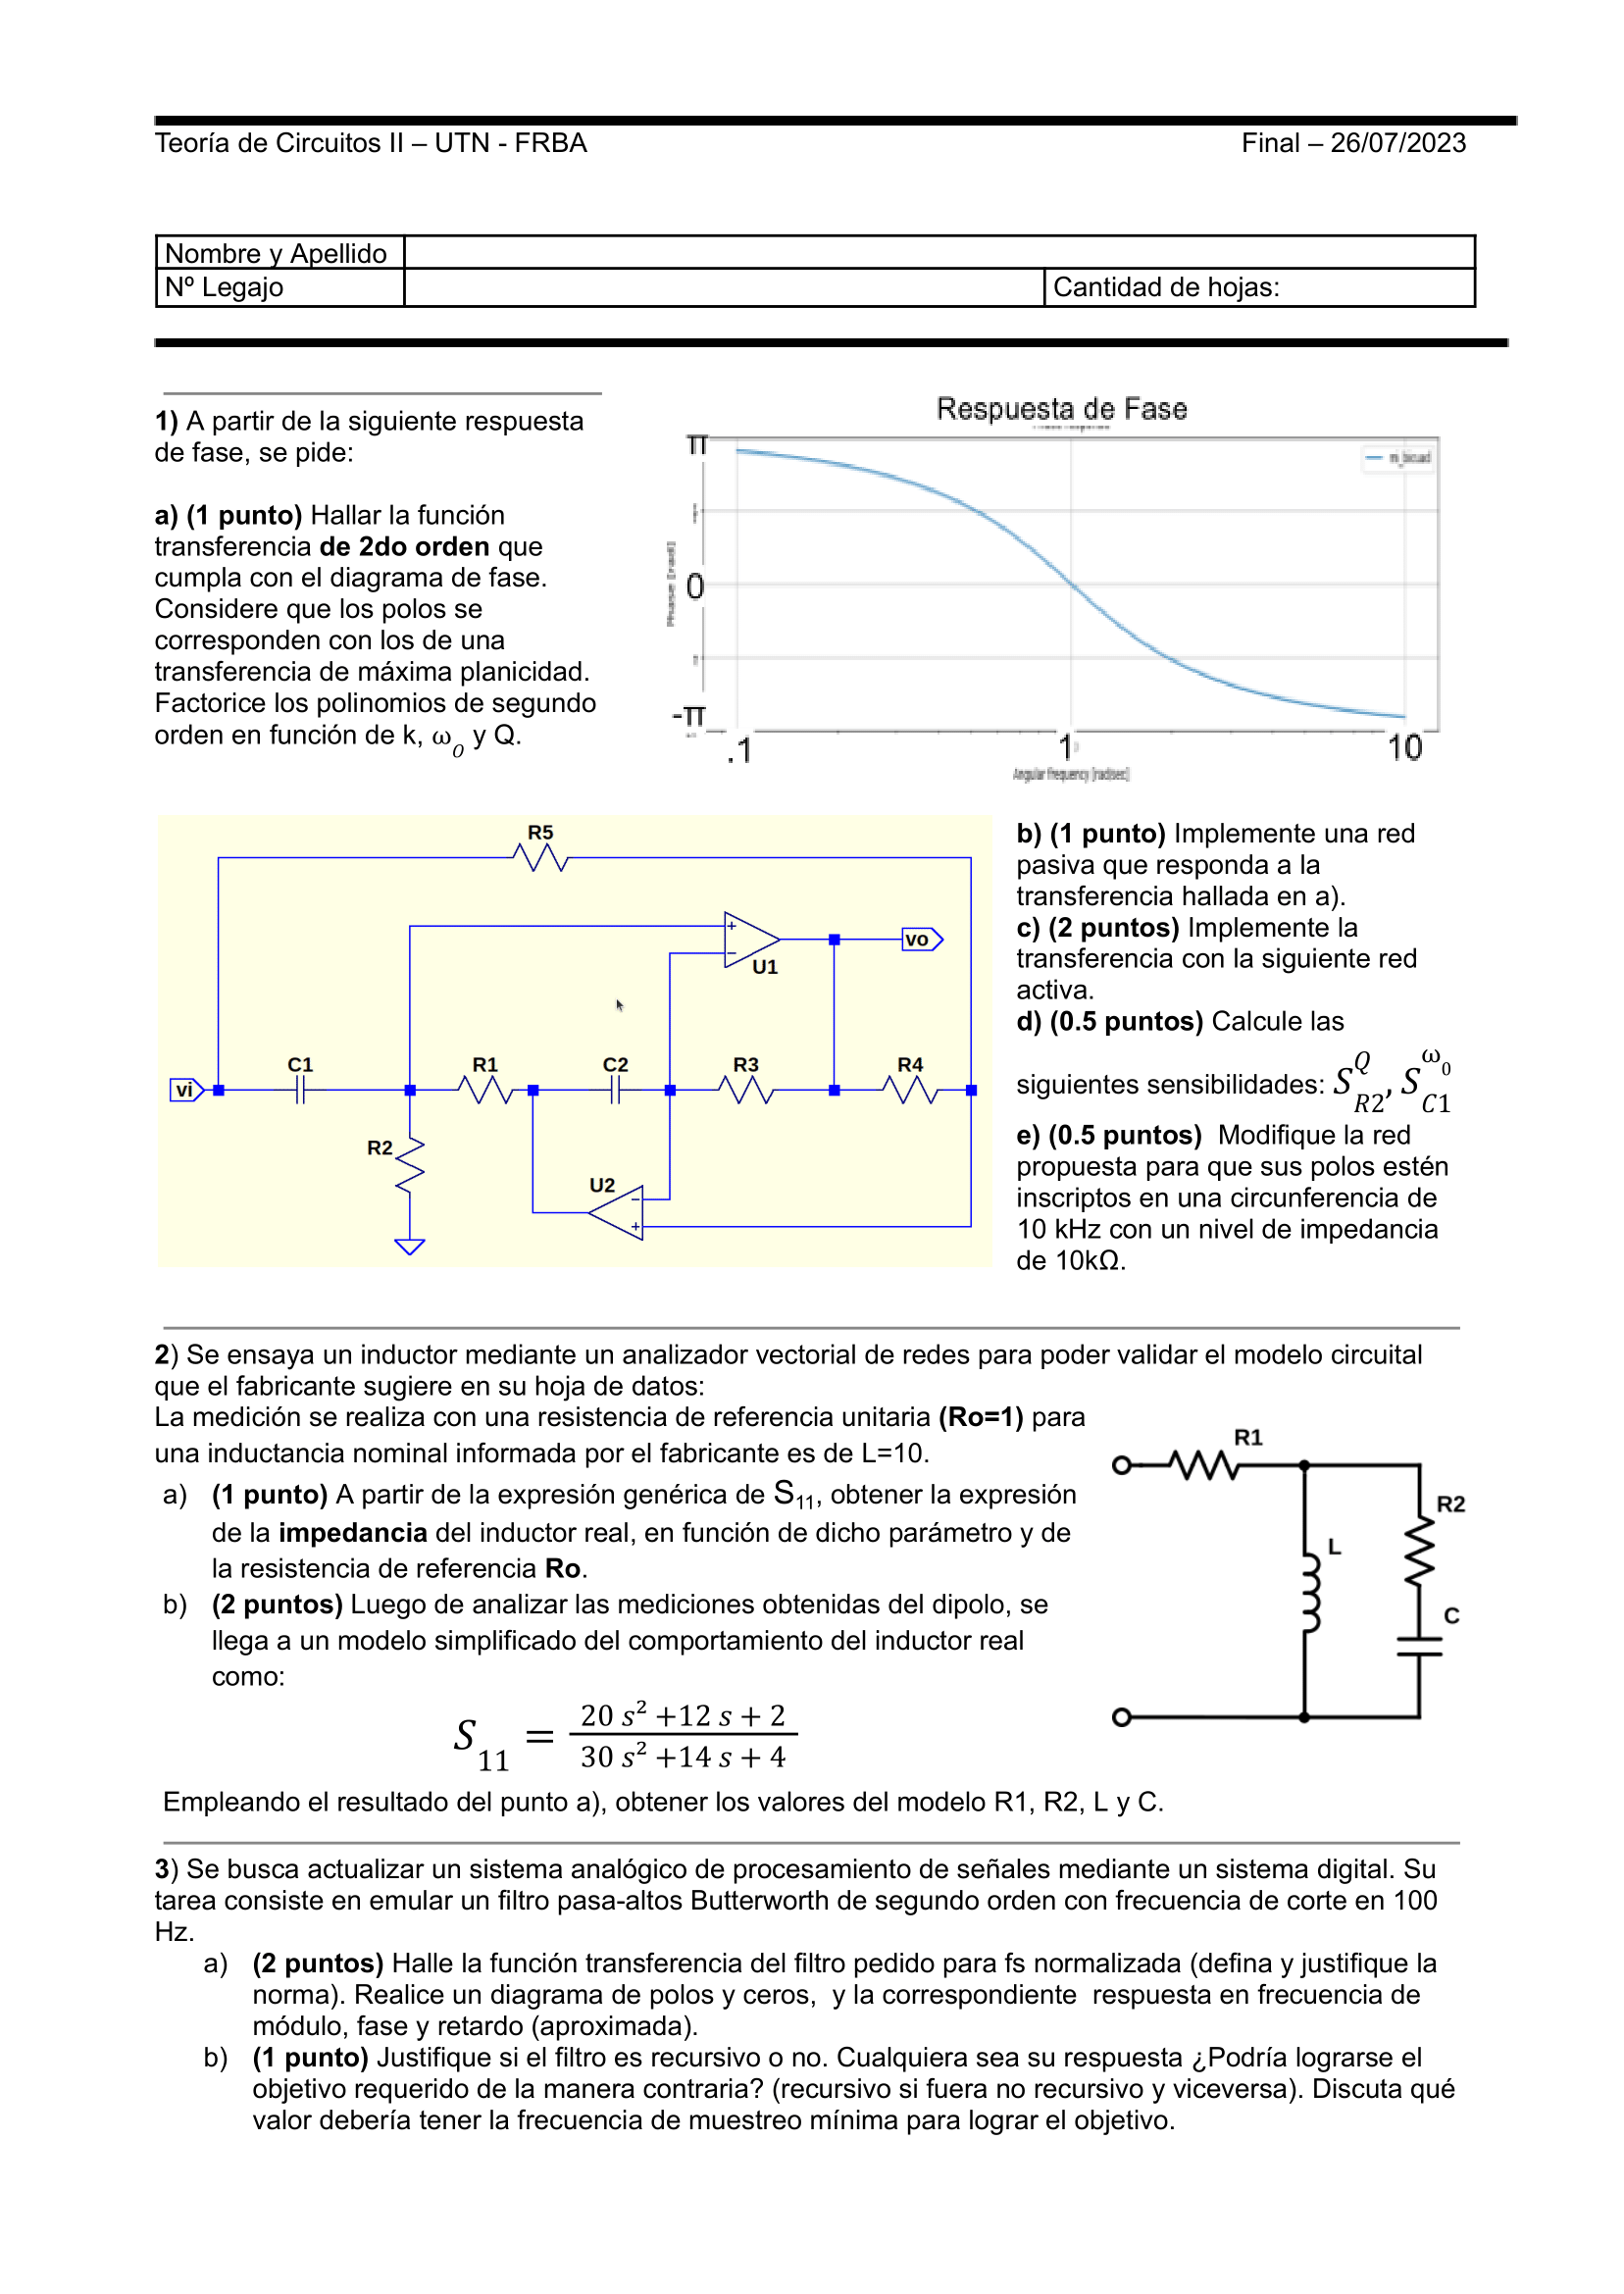 Teoría de Circuitos II – UTN - FRBA Final – 26/07/2023
Nombre y Apellido
Nº Legajo Cantidad de hojas:
1) A partir de la siguiente respuesta
de fase, se pide:
a) (1 punto) Hallar la función
transferencia de 2do orden que
cumpla con el diagrama de fase.
Considere que los polos se
corresponden con los de una
transferencia de máxima planicidad.
Factorice los polinomios de segundo
orden en función de k, ω₀ y Q.
Respuesta de Fase
π
0
-π
Phase [rad]
.1 1 10
Angular frequency [rad/sec]
R5
U1
vo
vi
C1
R1
C2
R3
R4
R2
U2
b) (1 punto) Implemente una red
pasiva que responda a la
transferencia hallada en a).
c) (2 puntos) Implemente la
transferencia con la siguiente red
activa.
d) (0.5 puntos) Calcule las
siguientes sensibilidades: S^Q_R2, S^ω₀_C1
e) (0.5 puntos) Modifique la red
propuesta para que sus polos estén
inscriptos en una circunferencia de
10 kHz con un nivel de impedancia
de 10kΩ.
2) Se ensaya un inductor mediante un analizador vectorial de redes para poder validar el modelo circuital
que el fabricante sugiere en su hoja de datos:
La medición se realiza con una resistencia de referencia unitaria (Ro=1) para
una inductancia nominal informada por el fabricante es de L=10.
a) (1 punto) A partir de la expresión genérica de S₁₁, obtener la expresión
de la impedancia del inductor real, en función de dicho parámetro y de
la resistencia de referencia Ro.
b) (2 puntos) Luego de analizar las mediciones obtenidas del dipolo, se
llega a un modelo simplificado del comportamiento del inductor real
como:
S₁₁ = (20 s² +12 s + 2) / (30 s² +14 s + 4)
R1
L
R2
C
Empleando el resultado del punto a), obtener los valores del modelo R1, R2, L y C.
3) Se busca actualizar un sistema analógico de procesamiento de señales mediante un sistema digital. Su
tarea consiste en emular un filtro pasa-altos Butterworth de segundo orden con frecuencia de corte en 100
Hz.
a) (2 puntos) Halle la función transferencia del filtro pedido para fs normalizada (defina y justifique la
norma). Realice un diagrama de polos y ceros, y la correspondiente respuesta en frecuencia de
módulo, fase y retardo (aproximada).
b) (1 punto) Justifique si el filtro es recursivo o no. Cualquiera sea su respuesta ¿Podría lograrse el
objetivo requerido de la manera contraria? (recursivo si fuera no recursivo y viceversa). Discuta qué
valor debería tener la frecuencia de muestreo mínima para lograr el objetivo.